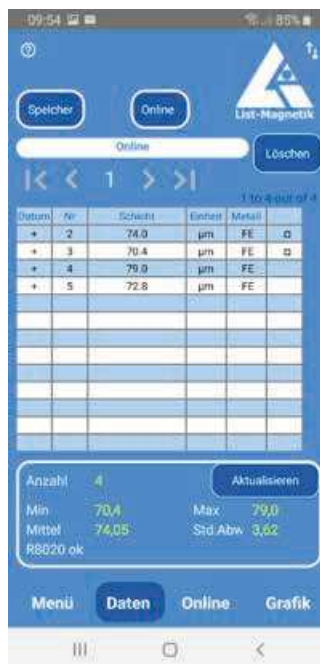 09:54 85%
Speicher Online
List-Magnetik
Online Löschen
1
1 to 4 out of 4
Datum Nr Schicht Einheit Metall
+ 2 74.0 µm FE
+ 3 70.4 µm FE
+ 4 79.0 µm FE
+ 5 72.8 µm FE
Anzahl 4 Aktualisieren
Min 70,4 Max 79,0
Mittel 74,05 Std.Abw 3,62
R8020 ok
Menü Daten Online Grafik